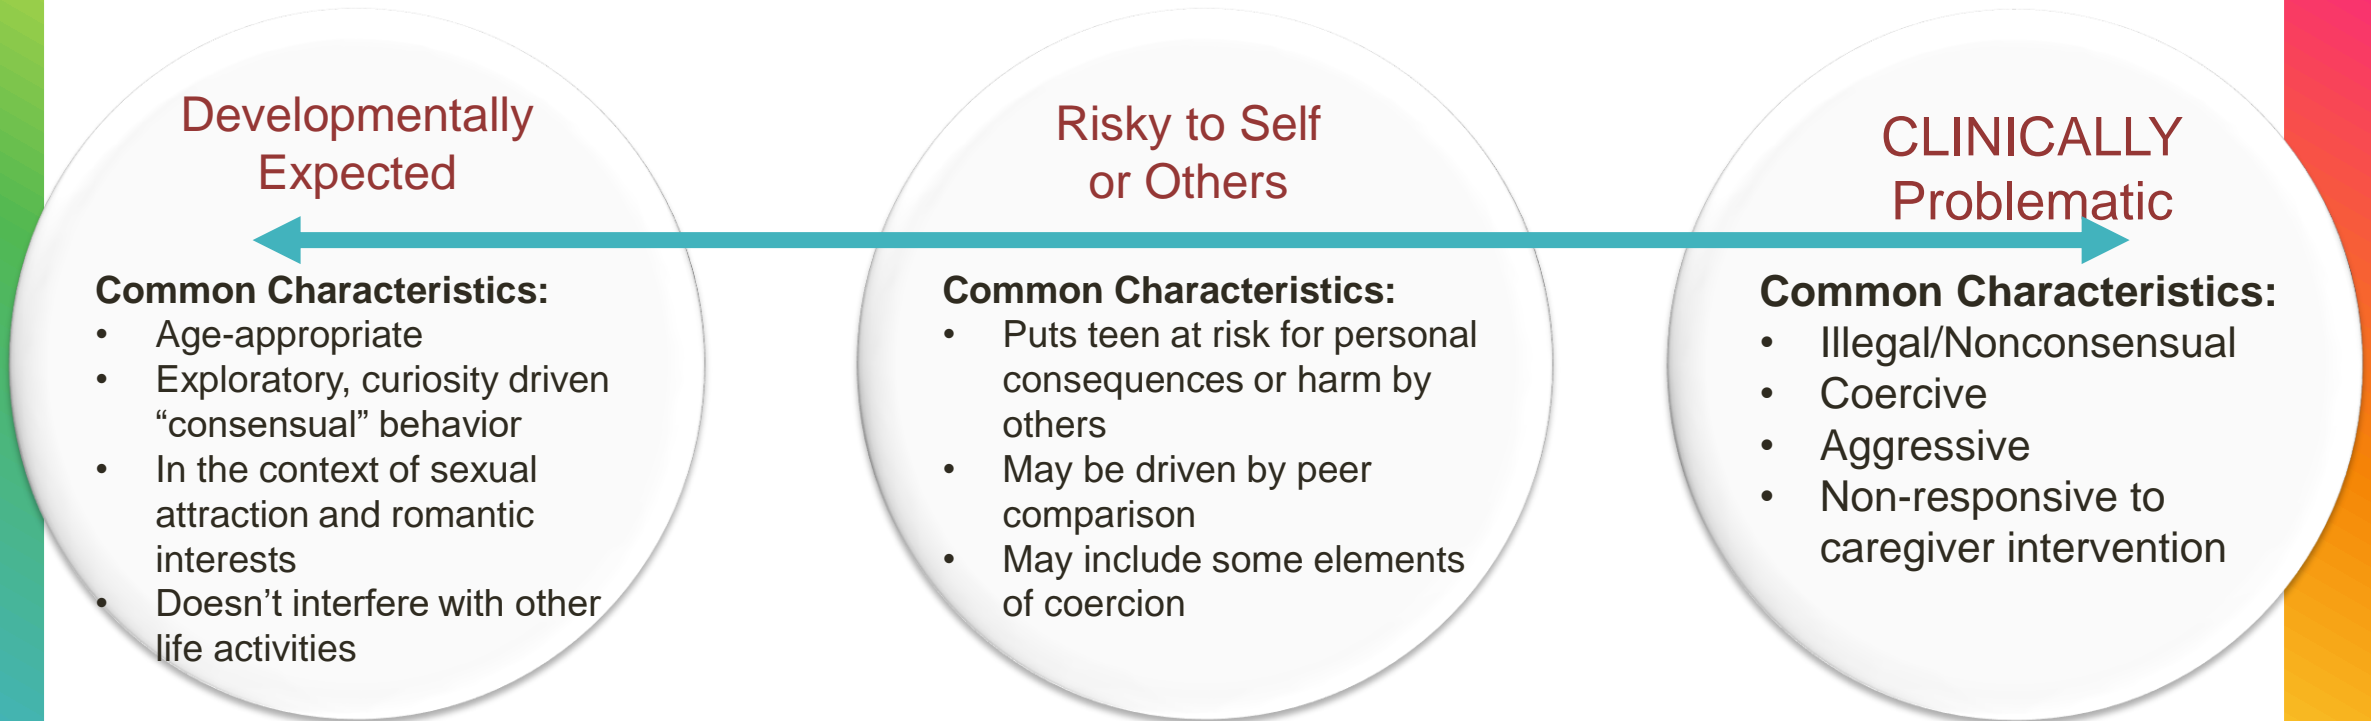 Developmentally
Expected
Common Characteristics:
• Age-appropriate
• Exploratory, curiosity driven
“consensual” behavior
• In the context of sexual
attraction and romantic
interests
• Doesn’t interfere with other
life activities
Risky to Self
or Others
Common Characteristics:
• Puts teen at risk for personal
consequences or harm by
others
• May be driven by peer
comparison
• May include some elements
of coercion
CLINICALLY
Problematic
Common Characteristics:
• Illegal/Nonconsensual
• Coercive
• Aggressive
• Non-responsive to
caregiver intervention